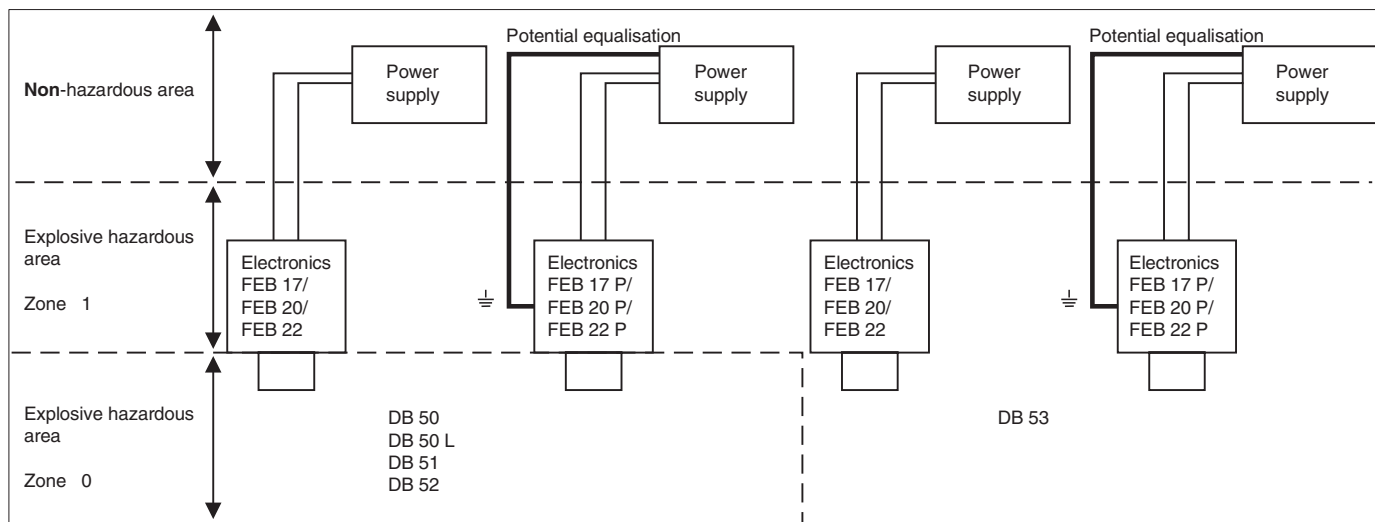 Non-hazardous area
Potential equalisation
Power
supply
Power
supply
Power
supply
Potential equalisation
Power
supply
Explosive hazardous
area
Zone 1
Electronics
FEB 17/
FEB 20/
FEB 22
Electronics
FEB 17 P/
FEB 20 P/
FEB 22 P
Electronics
FEB 17/
FEB 20/
FEB 22
Electronics
FEB 17 P/
FEB 20 P/
FEB 22 P
Explosive hazardous
area
Zone 0
DB 50
DB 50 L
DB 51
DB 52
DB 53